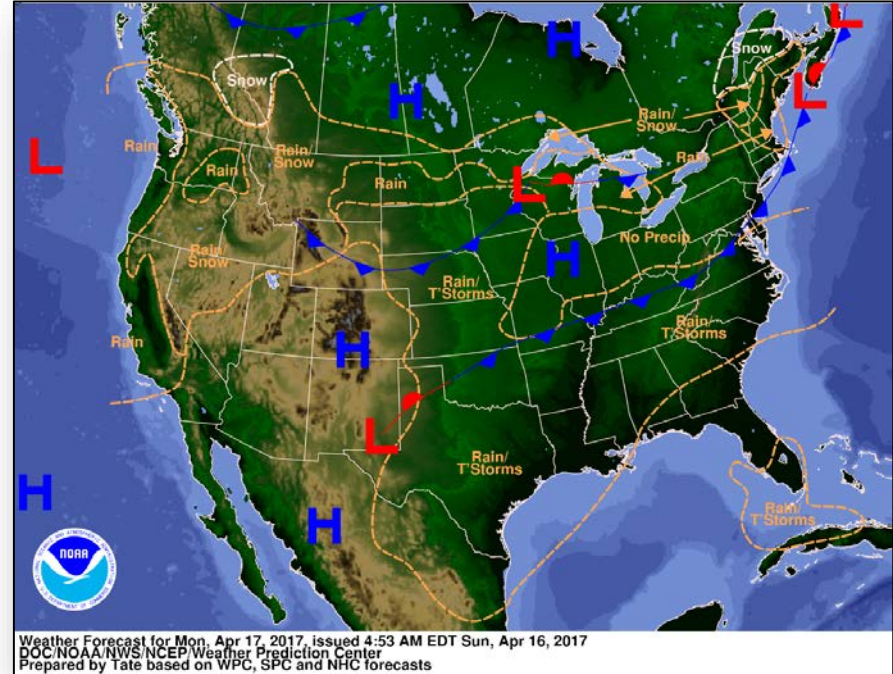 L
H
Snow
Snow
L
H
Rain/
Snow
L
Rain
Rain/
Snow
Rain
L
Rain
Rain
L
Rain/
Snow
No Precip
H
Rain/
T'Storms
Rain
H
Rain/
T'Storms
L
Rain/
T'Storms
H
H
Rain/
T'Storms
NOAA
Weather Forecast for Mon, Apr 17, 2017, issued 4:53 AM EDT Sun, Apr 16, 2017
DOC/NOAA/NWS/NCEP/Weather Prediction Center
Prepared by Tate based on WPC, SPC and NHC forecasts